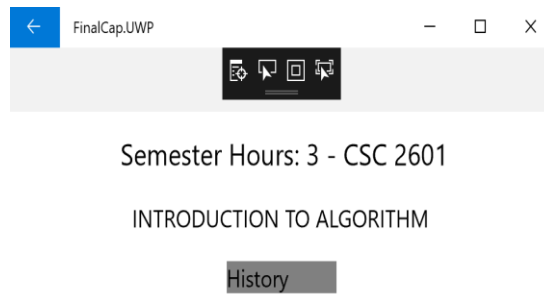 FinalCap.UWP
Semester Hours: 3 - CSC 2601
INTRODUCTION TO ALGORITHM
History